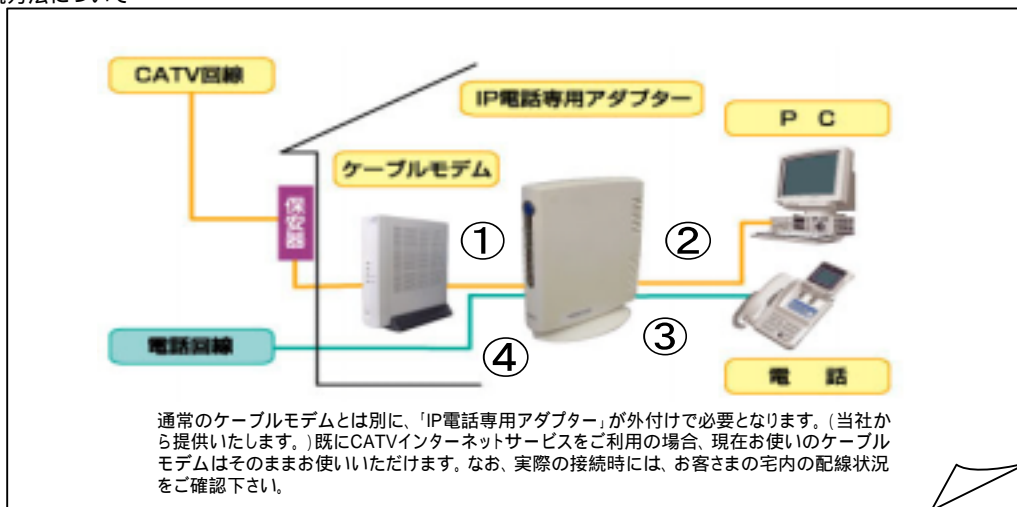 CATV回線
IP電話専用アダプター
P C
ケーブルモデム
保安器
①
②
電話回線
④
③
電 話
通常のケーブルモデムとは別に、「IP電話専用アダプター」が外付けで必要となります。(当社か
ら提供いたします。)既にCATVインターネットサービスをご利用の場合、現在お使いのケーブル
モデムはそのままお使いいただけます。なお、実際の接続時には、お客さまの宅内の配線状況
をご確認下さい。